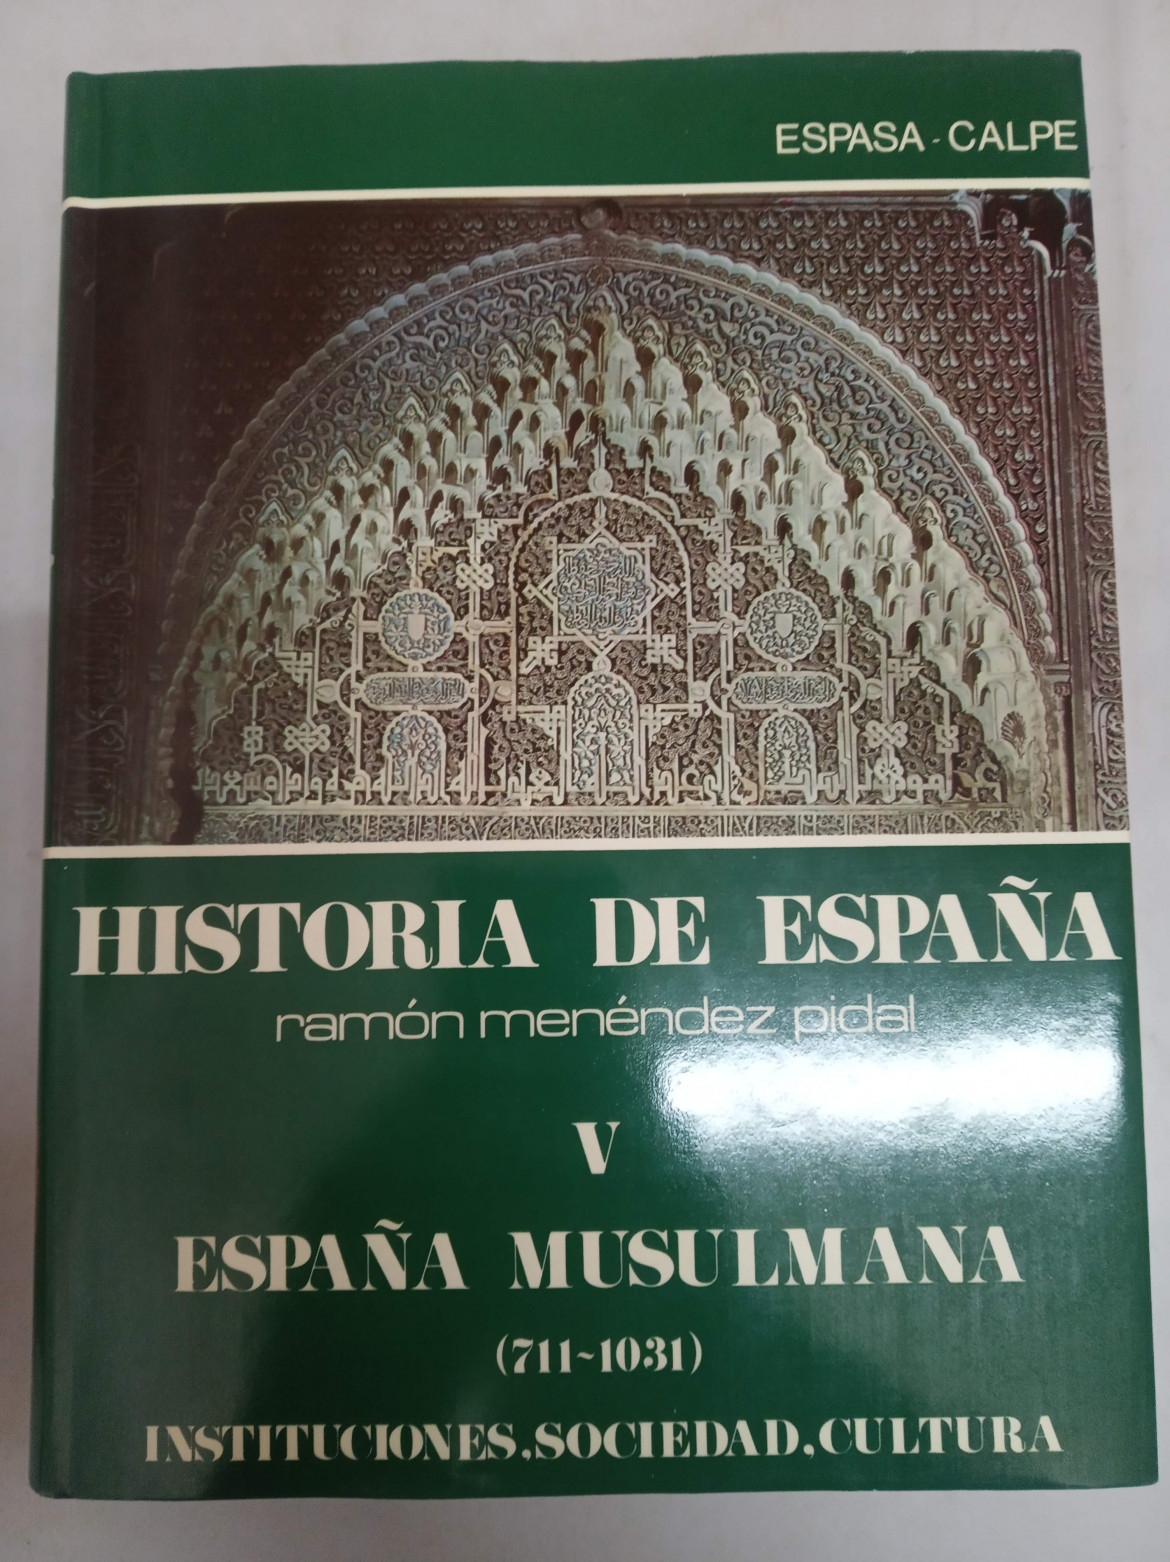 ESPASA-CALPE
HISTORIA DE ESPAÑA
ramón menéndez pidal
V
ESPAÑA MUSULMANA
(711~1031)
INSTITUCIONES, SOCIEDAD, CULTURA